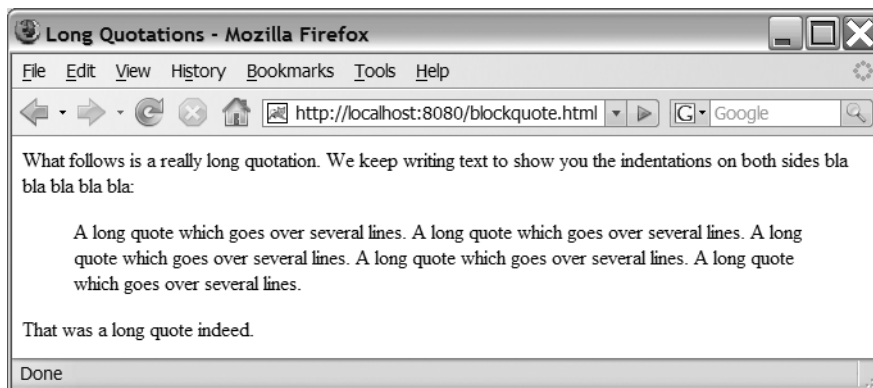 Long Quotations - Mozilla Firefox
File Edit View History Bookmarks Tools Help
http://localhost:8080/blockquote.html G Google
What follows is a really long quotation. We keep writing text to show you the indentations on both sides bla
bla bla bla bla:
A long quote which goes over several lines. A long quote which goes over several lines. A long
quote which goes over several lines. A long quote which goes over several lines. A long quote
which goes over several lines.
That was a long quote indeed.
Done